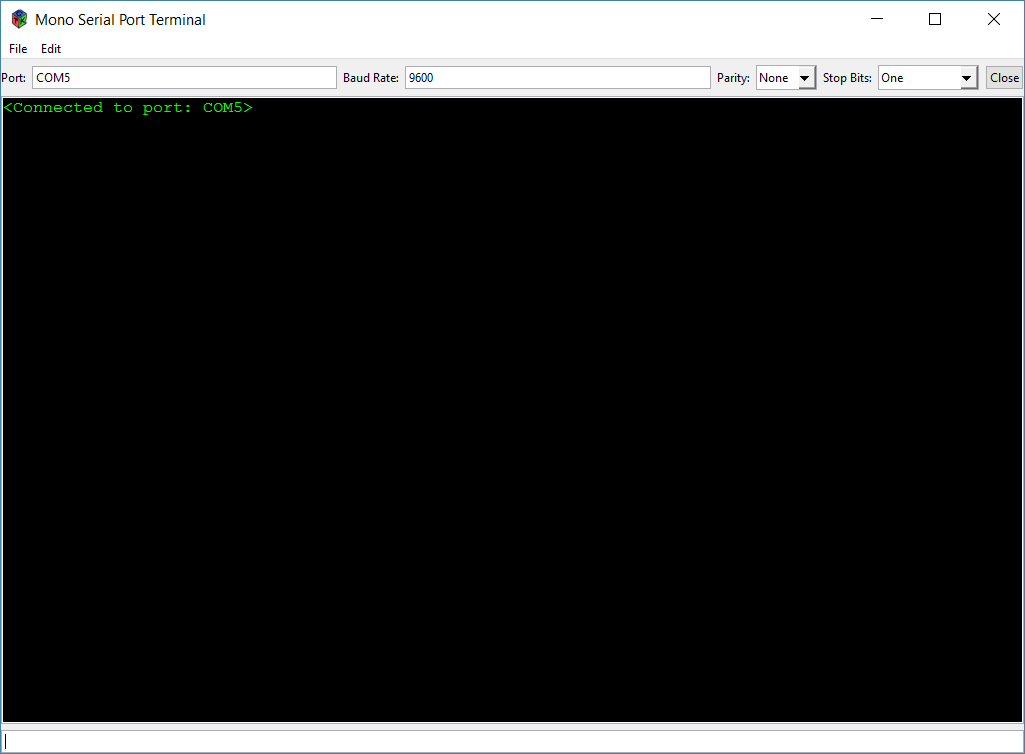 Mono Serial Port Terminal
File Edit
Port: COM5 Baud Rate: 9600 Parity: None Stop Bits: One Close
<Connected to port: COM5>